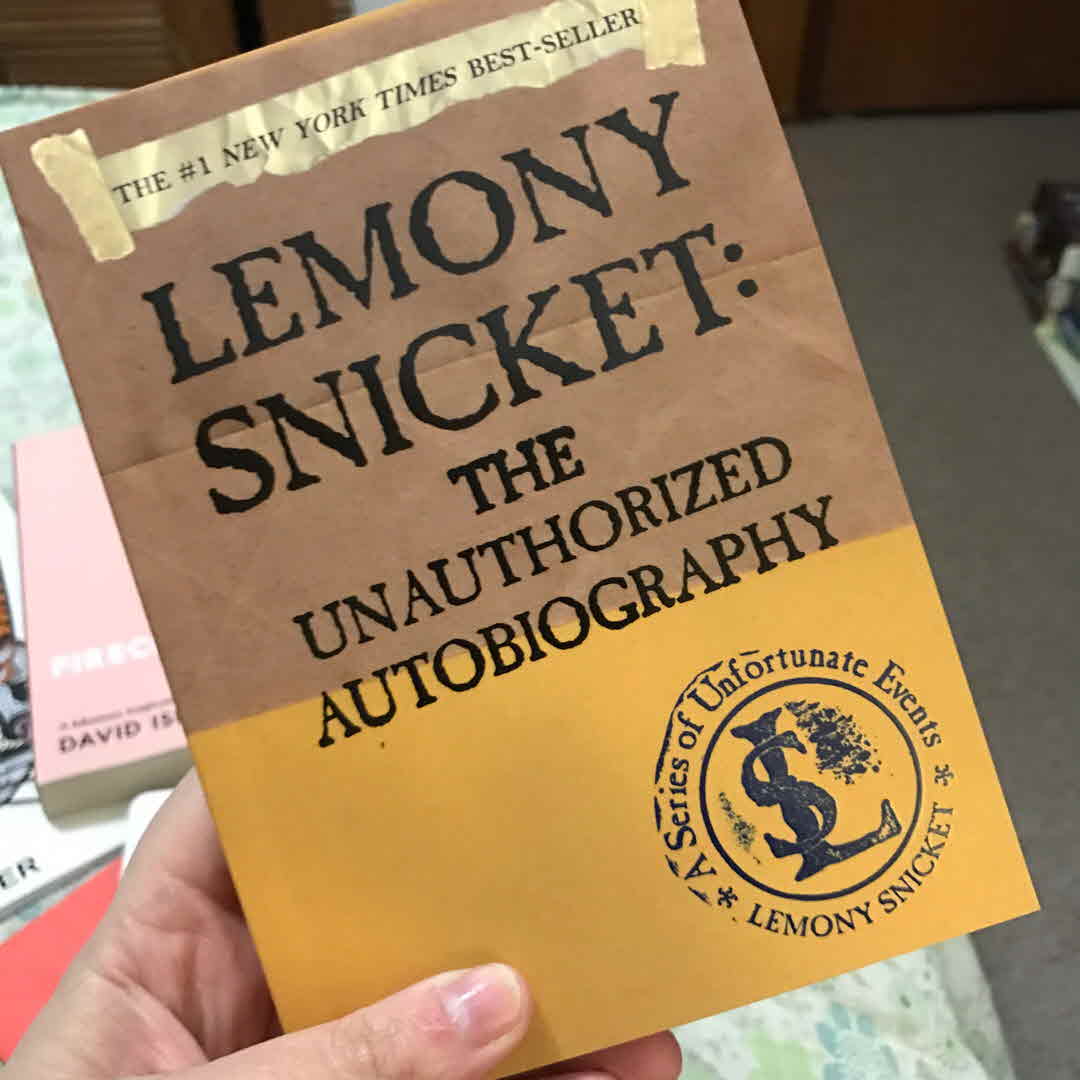 THE #1 NEW YORK TIMES BEST-SELLER
LEMONY
SNICKET:
THE
UNAUTHORIZED
AUTOBIOGRAPHY
A Series of Unfortunate Events
LS
* LEMONY SNICKET *
FIREC
DAVID IS
ER